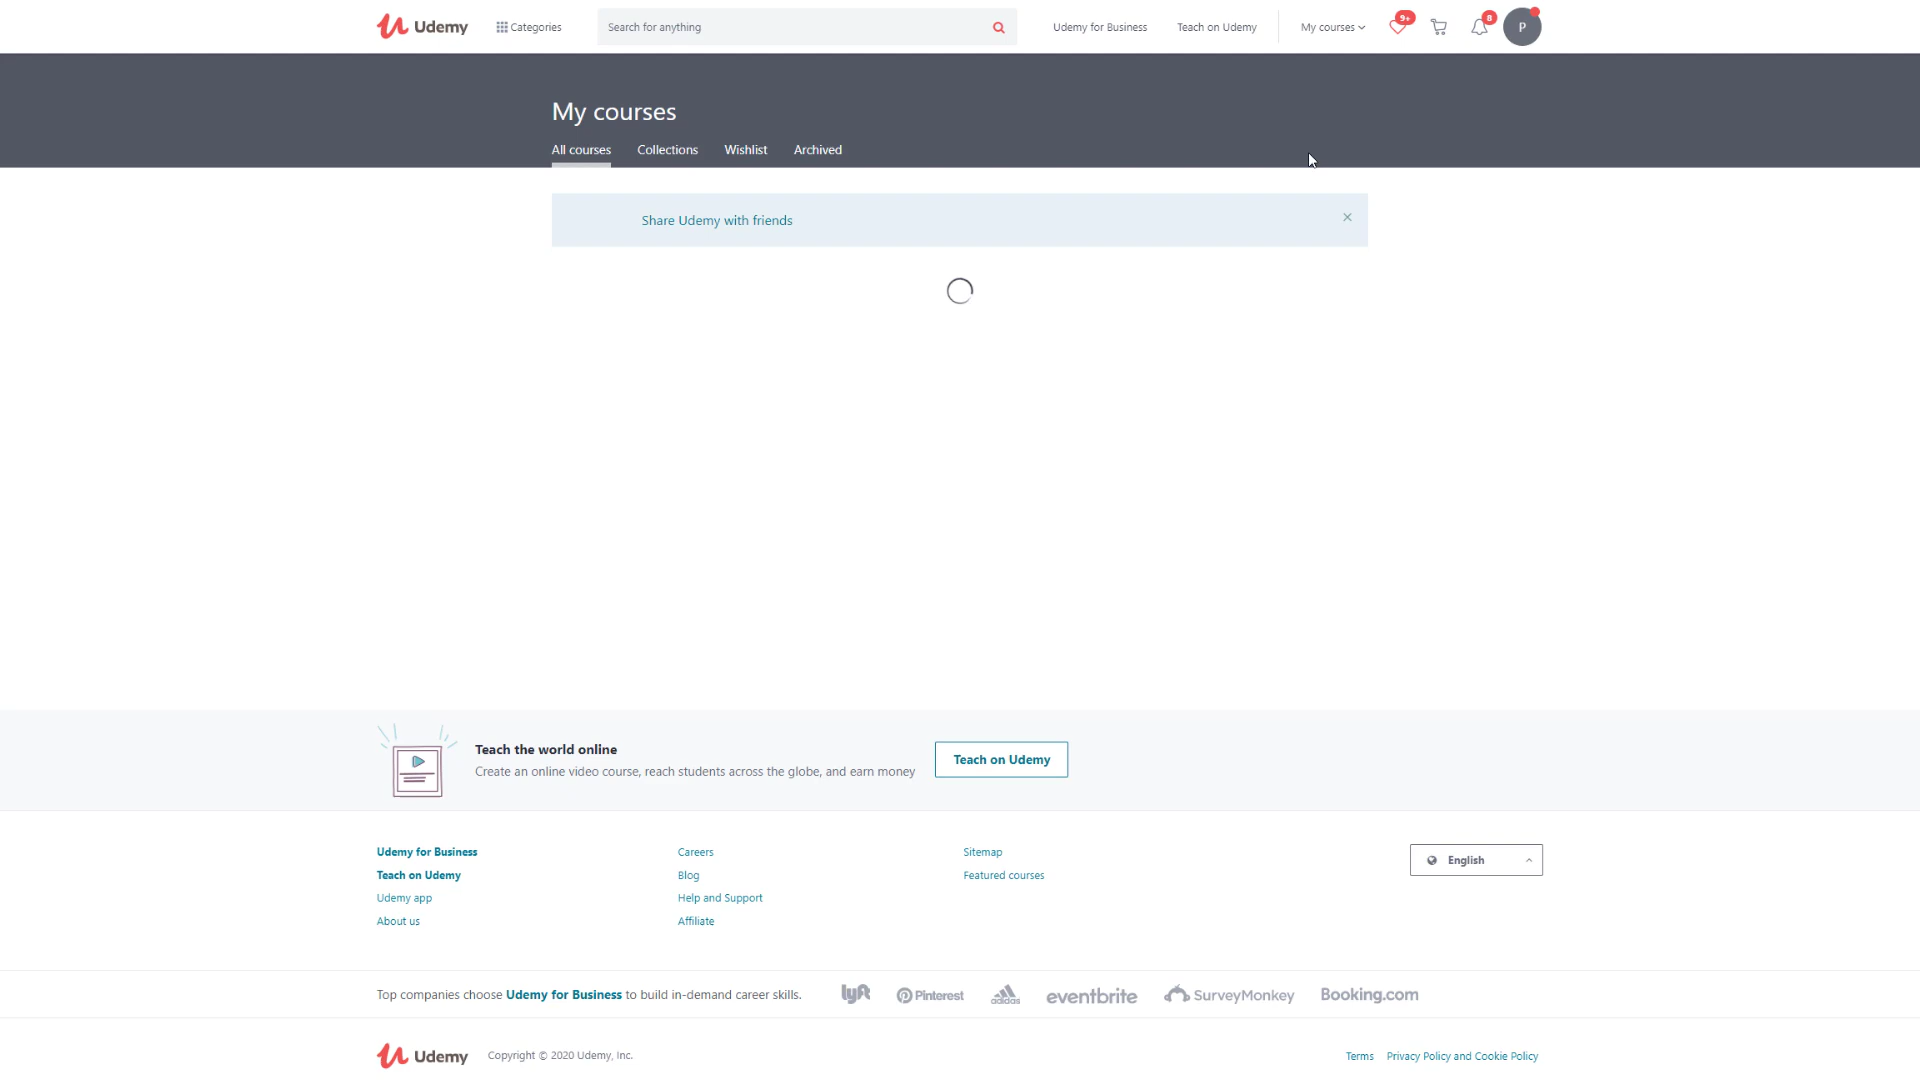 Udemy
Categories
Search for anything
Udemy for Business
Teach on Udemy
My courses
9+
8
P
My courses
All courses
Collections
Wishlist
Archived
Share Udemy with friends
Teach the world online
Create an online video course, reach students across the globe, and earn money
Teach on Udemy
Udemy for Business
Teach on Udemy
Udemy app
About us
Careers
Blog
Help and Support
Affiliate
Sitemap
Featured courses
English
Top companies choose Udemy for Business to build in-demand career skills.
lyft
Pinterest
adidas
eventbrite
SurveyMonkey
Booking.com
Udemy
Copyright © 2020 Udemy, Inc.
Terms
Privacy Policy and Cookie Policy